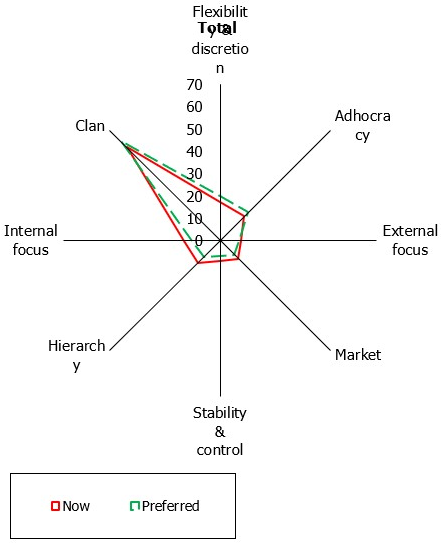 Flexibilit
y &
Total
discretio
n
70
60
50
40
30
20
10
0
Adhocra
cy
Clan
Internal
focus
External
focus
Hierarch
y
Market
Stability
&
control
Now
Preferred